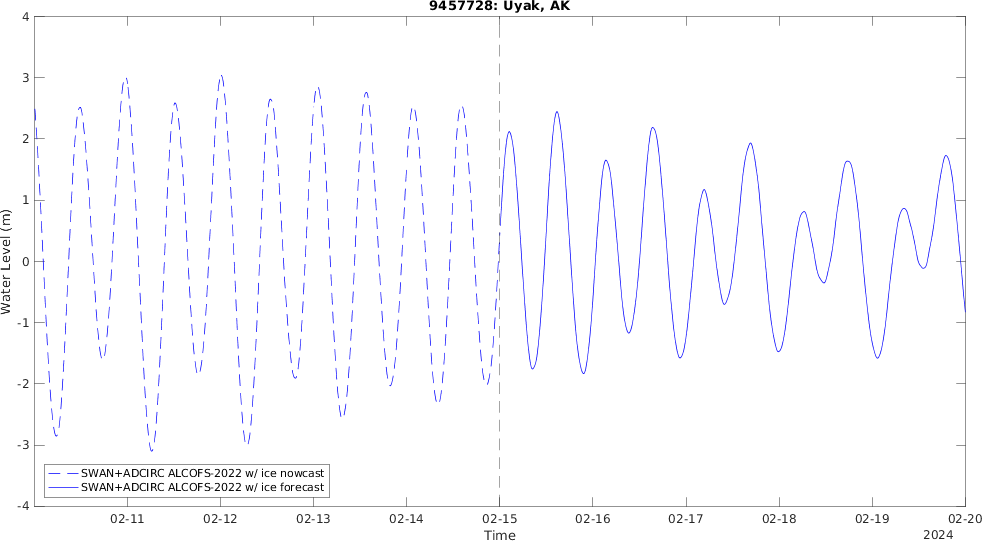 9457728: Uyak, AK
4
3
2
1
0
-1
-2
-3
-4
Water Level (m)
SWAN+ADCIRC ALCOFS-2022 w/ ice nowcast
SWAN+ADCIRC ALCOFS-2022 w/ ice forecast
02-11 02-12 02-13 02-14 02-15 02-16 02-17 02-18 02-19 02-20
Time
2024